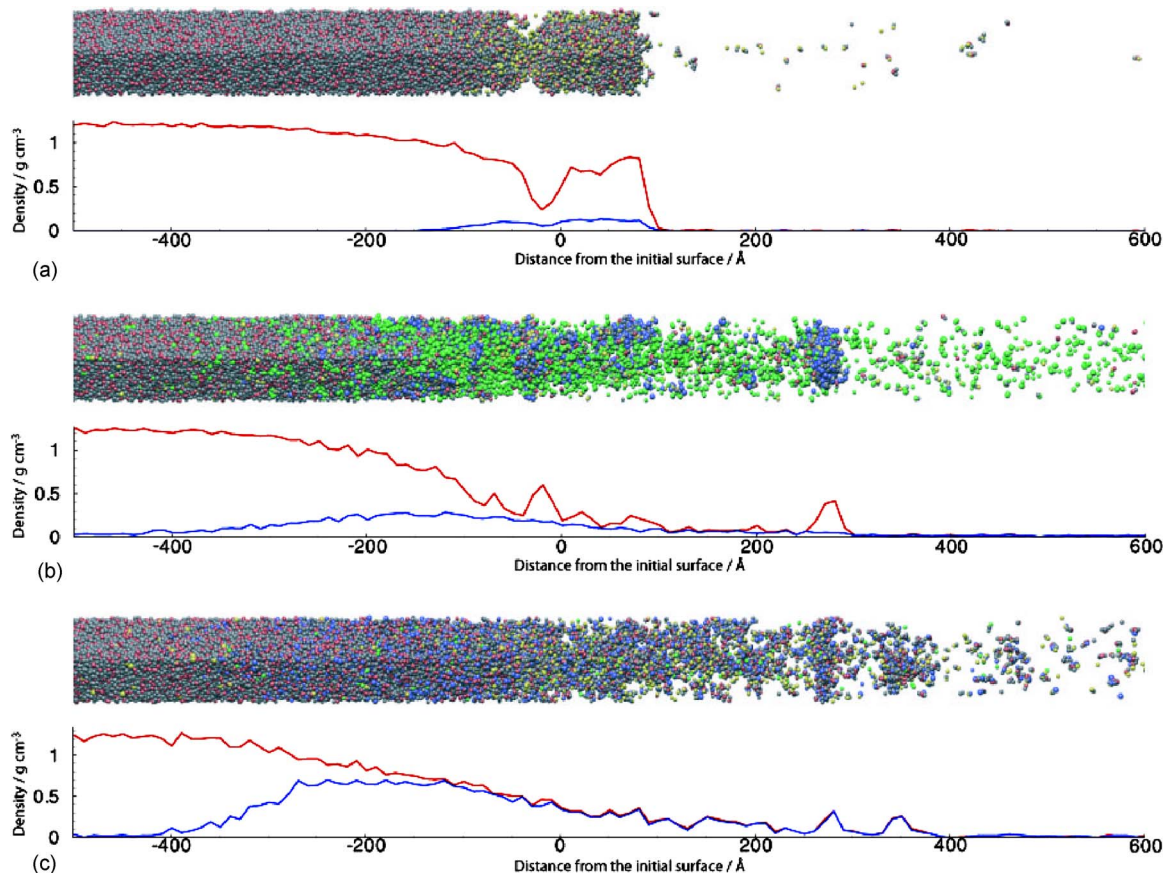 Density / g cm⁻³
1
0.5
0
-400 -200 0 200 400 600
Distance from the initial surface / Å
(a)
Density / g cm⁻³
1
0.5
0
-400 -200 0 200 400 600
Distance from the initial surface / Å
(b)
Density / g cm⁻³
1
0.5
0
-400 -200 0 200 400 600
Distance from the initial surface / Å
(c)